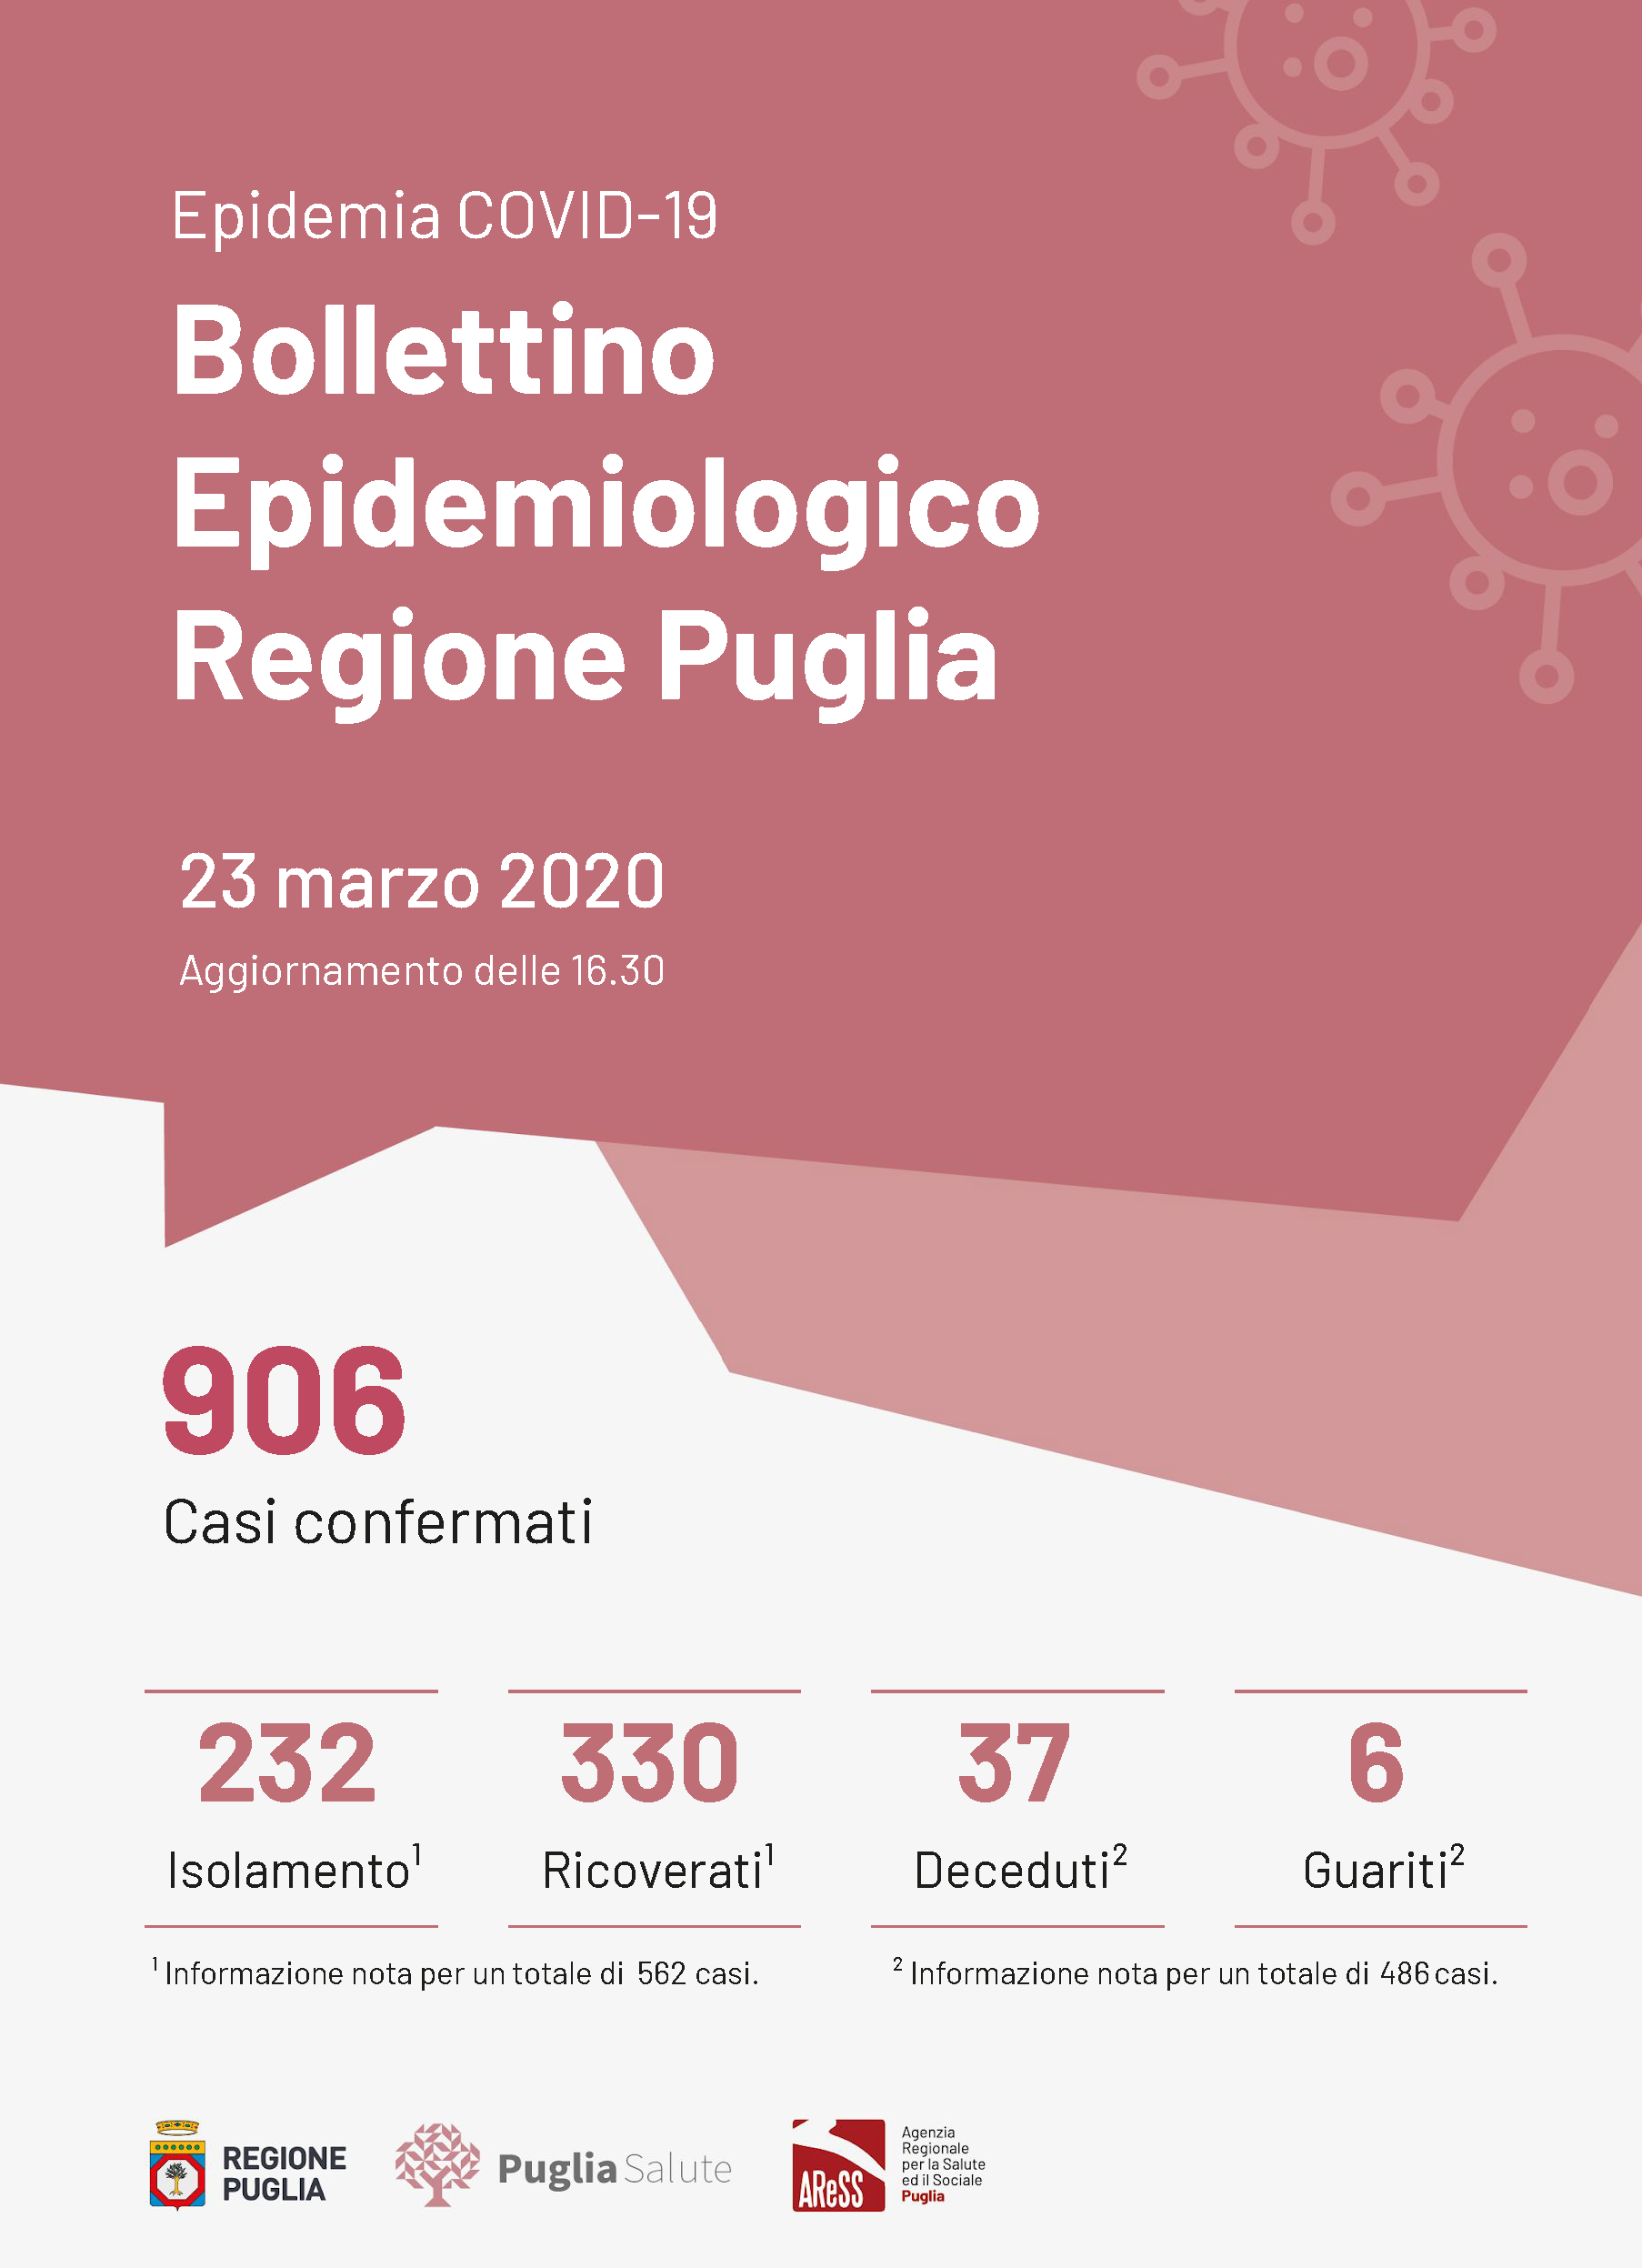 Epidemia COVID-19
Bollettino
Epidemiologico
Regione Puglia
23 marzo 2020
Aggiornamento delle 16.30
906
Casi confermati
232
Isolamento¹
330
Ricoverati¹
37
Deceduti²
6
Guariti²
¹ Informazione nota per un totale di 562 casi.
² Informazione nota per un totale di 486 casi.
REGIONE
PUGLIA
Puglia Salute
AReSS
Agenzia
Regionale
per la Salute
ed il Sociale
Puglia